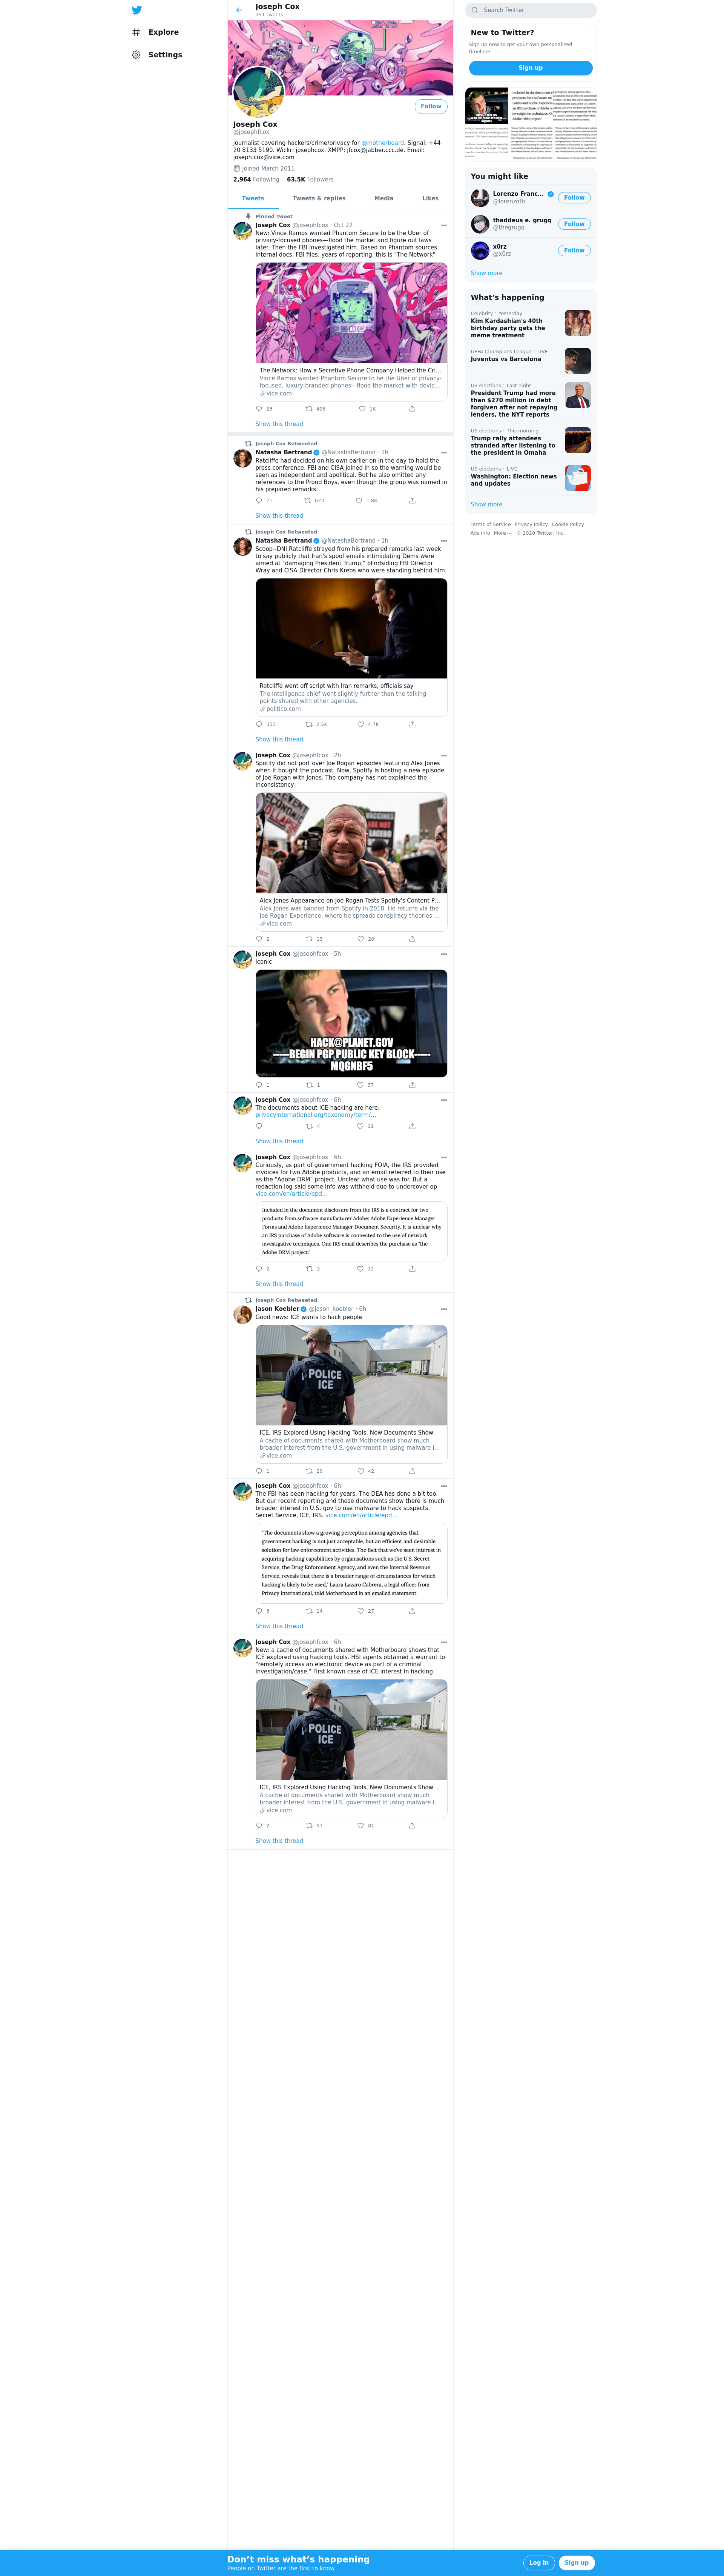 Explore
Settings
Joseph Cox
351 Tweets
Follow
Joseph Cox
@josephfcox
journalist covering hackers/crime/privacy for @motherboard. Signal: +44
20 8133 5190. Wickr: josephcox. XMPP: jfcox@jabber.ccc.de. Email:
joseph.cox@vice.com
Joined March 2011
2,964 Following 63.5K Followers
Tweets Tweets & replies Media Likes
Pinned Tweet
Joseph Cox @josephfcox · Oct 22
New: Vince Ramos wanted Phantom Secure to be the Uber of
privacy-focused phones—flood the market and figure out laws
later. Then the FBI investigated him. Based on Phantom sources,
internal docs, FBI files, years of reporting, this is "The Network"
The Network: How a Secretive Phone Company Helped the Cri...
Vince Ramos wanted Phantom Secure to be the Uber of privacy-
focused, luxury-branded phones—flood the market with devic...
vice.com
23 496 1K
Show this thread
Joseph Cox Retweeted
Natasha Bertrand @NatashaBertrand · 1h
Ratcliffe had decided on his own earlier on in the day to hold the
press conference. FBI and CISA joined in so the warning would be
seen as independent and apolitical. But he also omitted any
references to the Proud Boys, even though the group was named in
his prepared remarks.
71 623 1.8K
Show this thread
Joseph Cox Retweeted
Natasha Bertrand @NatashaBertrand · 1h
Scoop--DNI Ratcliffe strayed from his prepared remarks last week
to say publicly that Iran's spoof emails intimidating Dems were
aimed at "damaging President Trump," blindsiding FBI Director
Wray and CISA Director Chris Krebs who were standing behind him.
Ratcliffe went off script with Iran remarks, officials say
The intelligence chief went slightly further than the talking
points shared with other agencies.
politico.com
353 2.5K 4.7K
Show this thread
Joseph Cox @josephfcox · 2h
Spotify did not port over Joe Rogan episodes featuring Alex Jones
when it bought the podcast. Now, Spotify is hosting a new episode
of Joe Rogan with Jones. The company has not explained the
inconsistency
Alex Jones Appearance on Joe Rogan Tests Spotify's Content P...
Alex Jones was banned from Spotify in 2018. He returns via the
Joe Rogan Experience, where he spreads conspiracy theories ...
vice.com
2 13 20
Joseph Cox @josephfcox · 5h
iconic
HACK@PLANET.GOV
-----BEGIN PGP PUBLIC KEY BLOCK-----
MQGNBF5
1 1 37
Joseph Cox @josephfcox · 6h
The documents about ICE hacking are here:
privacyinternational.org/taxonomy/term/...
4 11
Show this thread
Joseph Cox @josephfcox · 6h
Curiously, as part of government hacking FOIA, the IRS provided
invoices for two Adobe products, and an email referred to their use
as the "Adobe DRM" project. Unclear what use was for. But a
redaction log said some info was withheld due to undercover op
vice.com/en/article/epd...
Included in the document disclosure from the IRS is a contract for two
products from software manufacturer Adobe: Adobe Experience Manager
Forms and Adobe Experience Manager Document Security. It is unclear why
an IRS purchase of Adobe software is connected to the use of network
investigative techniques. One IRS email describes the purchase as "the
Adobe DRM project."
2 2 12
Show this thread
Joseph Cox Retweeted
Jason Koebler @jason_koebler · 6h
Good news: ICE wants to hack people
POLICE
ICE
ICE, IRS Explored Using Hacking Tools, New Documents Show
A cache of documents shared with Motherboard show much
broader interest from the U.S. government in using malware i...
vice.com
1 20 42
Joseph Cox @josephfcox · 6h
The FBI has been hacking for years. The DEA has done a bit too.
But our recent reporting and these documents show there is much
broader interest in U.S. gov to use malware to hack suspects.
Secret Service, ICE, IRS. vice.com/en/article/epd...
"The documents show a growing perception among agencies that
government hacking is not just acceptable, but an efficient and desirable
solution for law enforcement activities. The fact that we've seen interest in
acquiring hacking capabilities by organisations such as the U.S. Secret
Service, the Drug Enforcement Agency, and even the Internal Revenue
Service, reveals that there is a broader range of circumstances for which
hacking is likely to be used," Laura Lazaro Cabrera, a legal officer from
Privacy International, told Motherboard in an emailed statement.
3 14 27
Show this thread
Joseph Cox @josephfcox · 6h
New: a cache of documents shared with Motherboard shows that
ICE explored using hacking tools. HSI agents obtained a warrant to
"remotely access an electronic device as part of a criminal
investigation/case." First known case of ICE interest in hacking
POLICE
ICE
ICE, IRS Explored Using Hacking Tools, New Documents Show
A cache of documents shared with Motherboard show much
broader interest from the U.S. government in using malware i...
vice.com
2 57 81
Show this thread
Search Twitter
New to Twitter?
Sign up now to get your own personalized
timeline!
Sign up
You might like
Lorenzo Franc...
@lorenzofb
Follow
thaddeus e. grugq
@thegrugq
Follow
x0rz
@x0rz
Follow
Show more
What's happening
Celebrity · Yesterday
Kim Kardashian's 40th
birthday party gets the
meme treatment
UEFA Champions League · LIVE
Juventus vs Barcelona
US elections · Last night
President Trump had more
than $270 million in debt
forgiven after not repaying
lenders, the NYT reports
US elections · This morning
Trump rally attendees
stranded after listening to
the president in Omaha
US elections · LIVE
Washington: Election news
and updates
Show more
Terms of Service Privacy Policy Cookie Policy
Ads info More © 2020 Twitter, Inc.
Don't miss what's happening
People on Twitter are the first to know.
Log in
Sign up